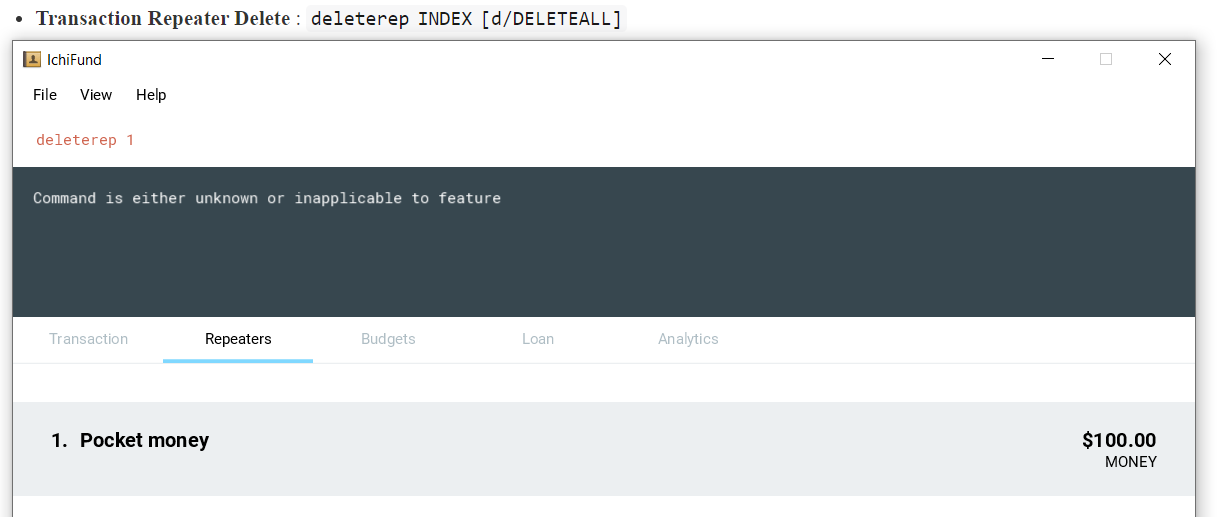 • Transaction Repeater Delete : deleterep INDEX [d/DELETEALL]
IchiFund
File View Help
deleterep 1
Command is either unknown or inapplicable to feature
Transaction Repeaters Budgets Loan Analytics
1. Pocket money $100.00
MONEY